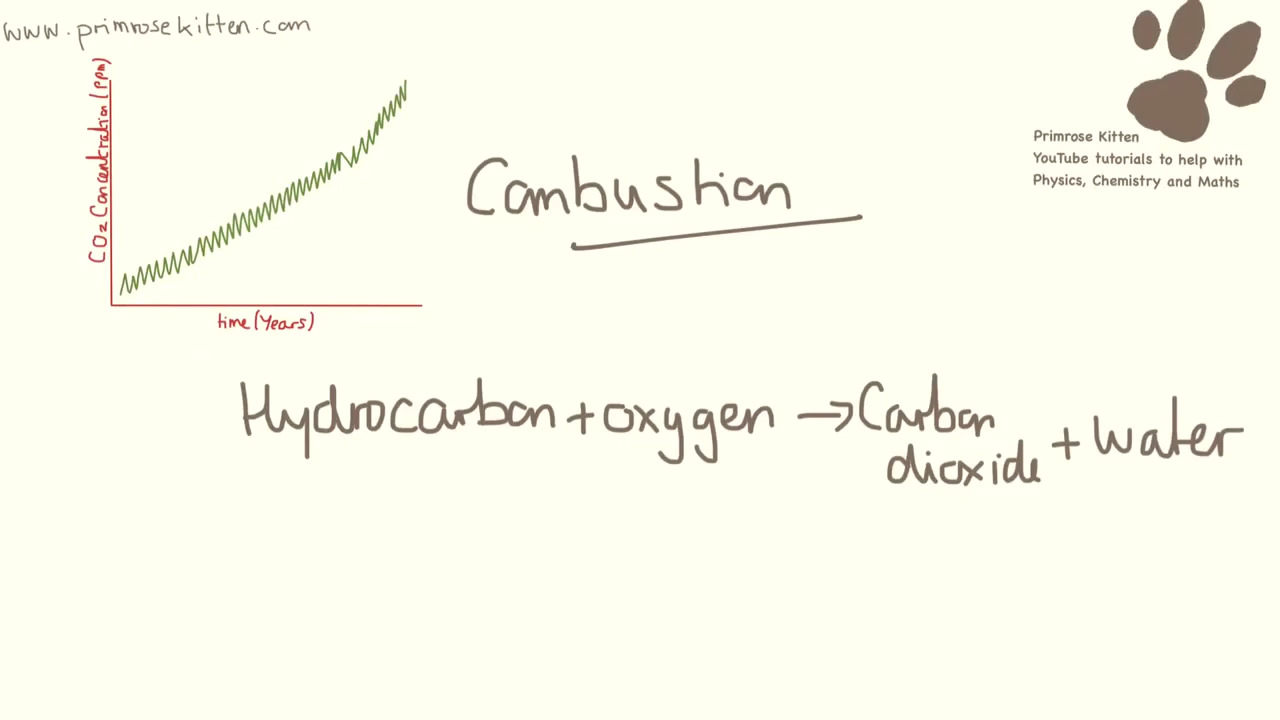 www.primrosekitten.com
CO2 Concentration (ppm)
time (Years)
Combustion
Primrose Kitten
YouTube tutorials to help with
Physics, Chemistry and Maths
Hydrocarbon + oxygen → Carbon
dioxide + water